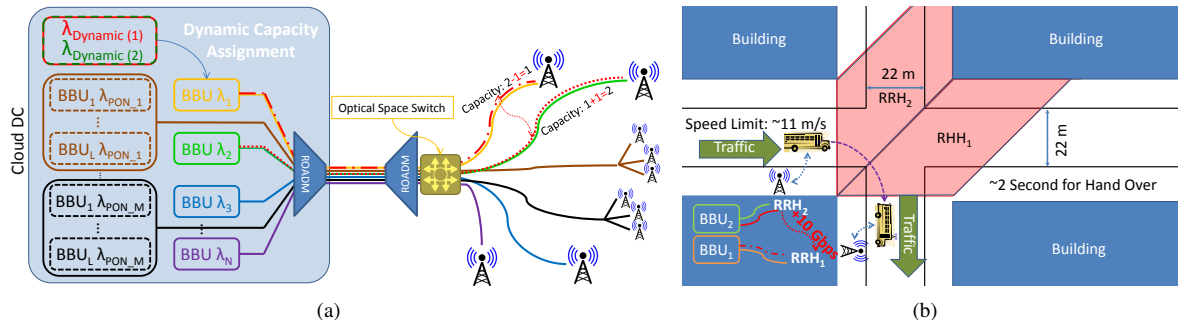 Cloud DC
λDynamic (1)
λDynamic (2)
Dynamic Capacity
Assignment
BBU1 λPON_1
BBUL λPON_1
BBU1 λPON_M
BBUL λPON_M
BBU λ1
BBU λ2
BBU λ3
BBU λN
ROADM
ROADM
Optical Space Switch
Capacity: 2-1=1
Capacity: 1+1=2
(a)
Building
Building
22 m
RRH2
Speed Limit: ~11 m/s
Traffic
RHH1
22 m
~2 Second for Hand Over
BBU2
RRH2
×10 Gbps
BBU1
RRH1
Traffic
Building
(b)